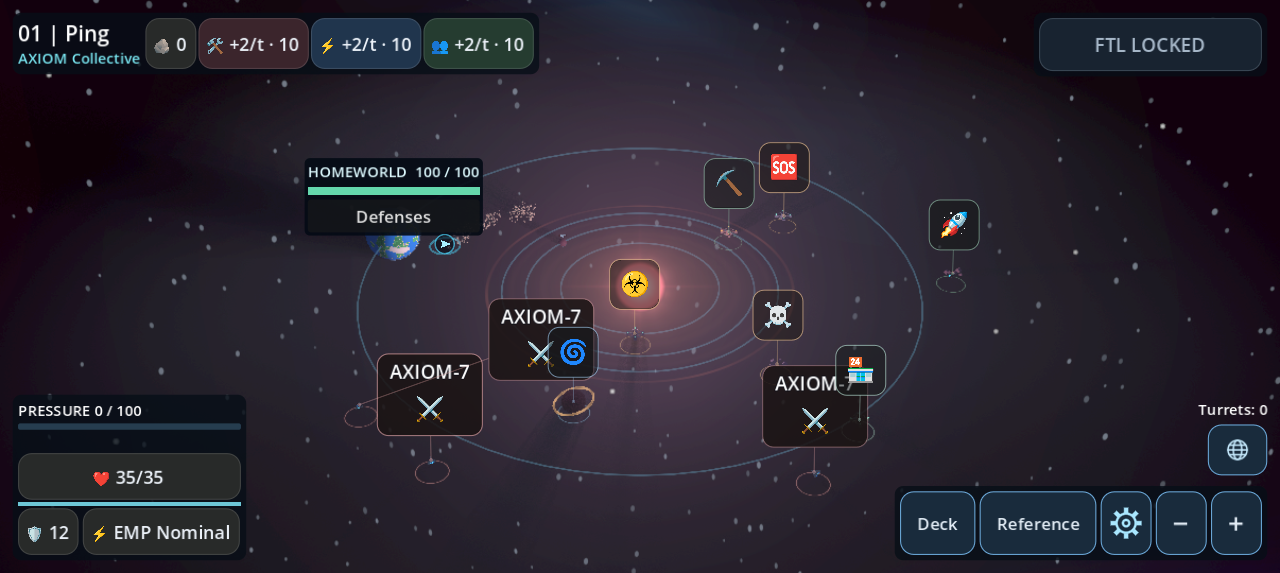 01 | Ping
AXIOM Collective
0
+2/t · 10
+2/t · 10
+2/t · 10
FTL LOCKED
HOMEWORLD 100 / 100
Defenses
SOS
AXIOM-7
AXIOM-7
24
AXIOM-7
PRESSURE 0 / 100
35/35
12
EMP Nominal
Turrets: 0
Deck
Reference
−
+